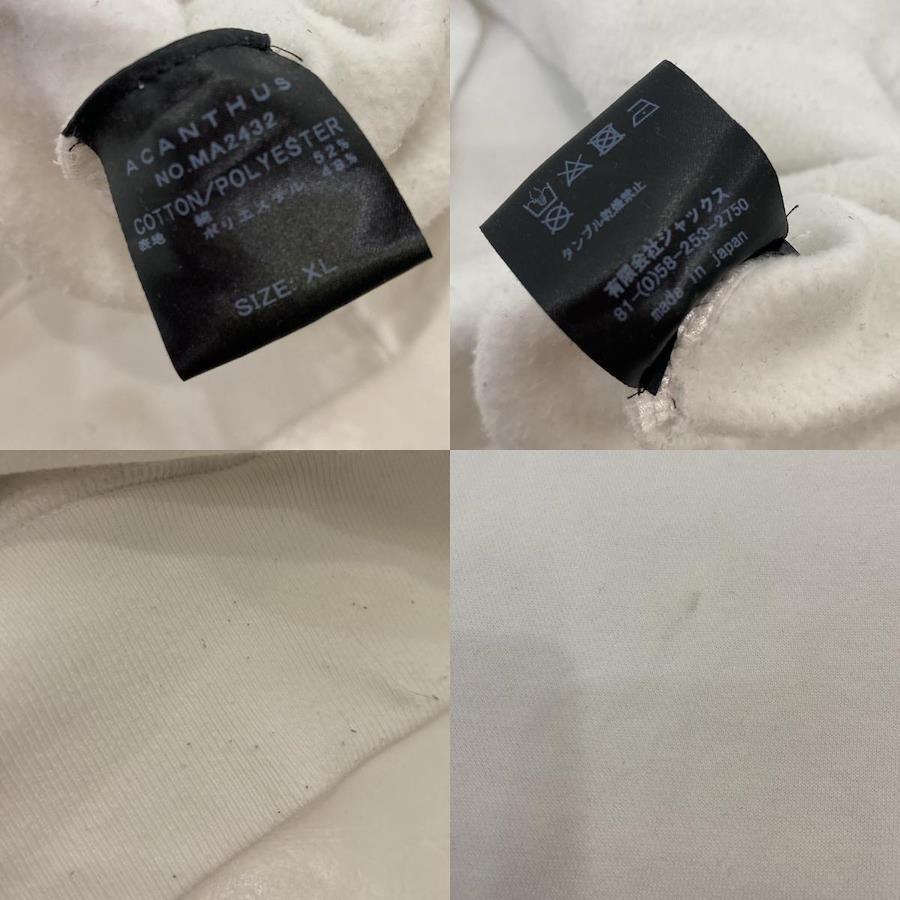 ACANTHUS
NO.MA2432
COTTON/POLYESTER
表地 綿 52%
ポリエステル 48%
SIZE: XL
タンブル乾燥禁止
有限会社ジャックス
81-(0)58-253-2750
made in japan